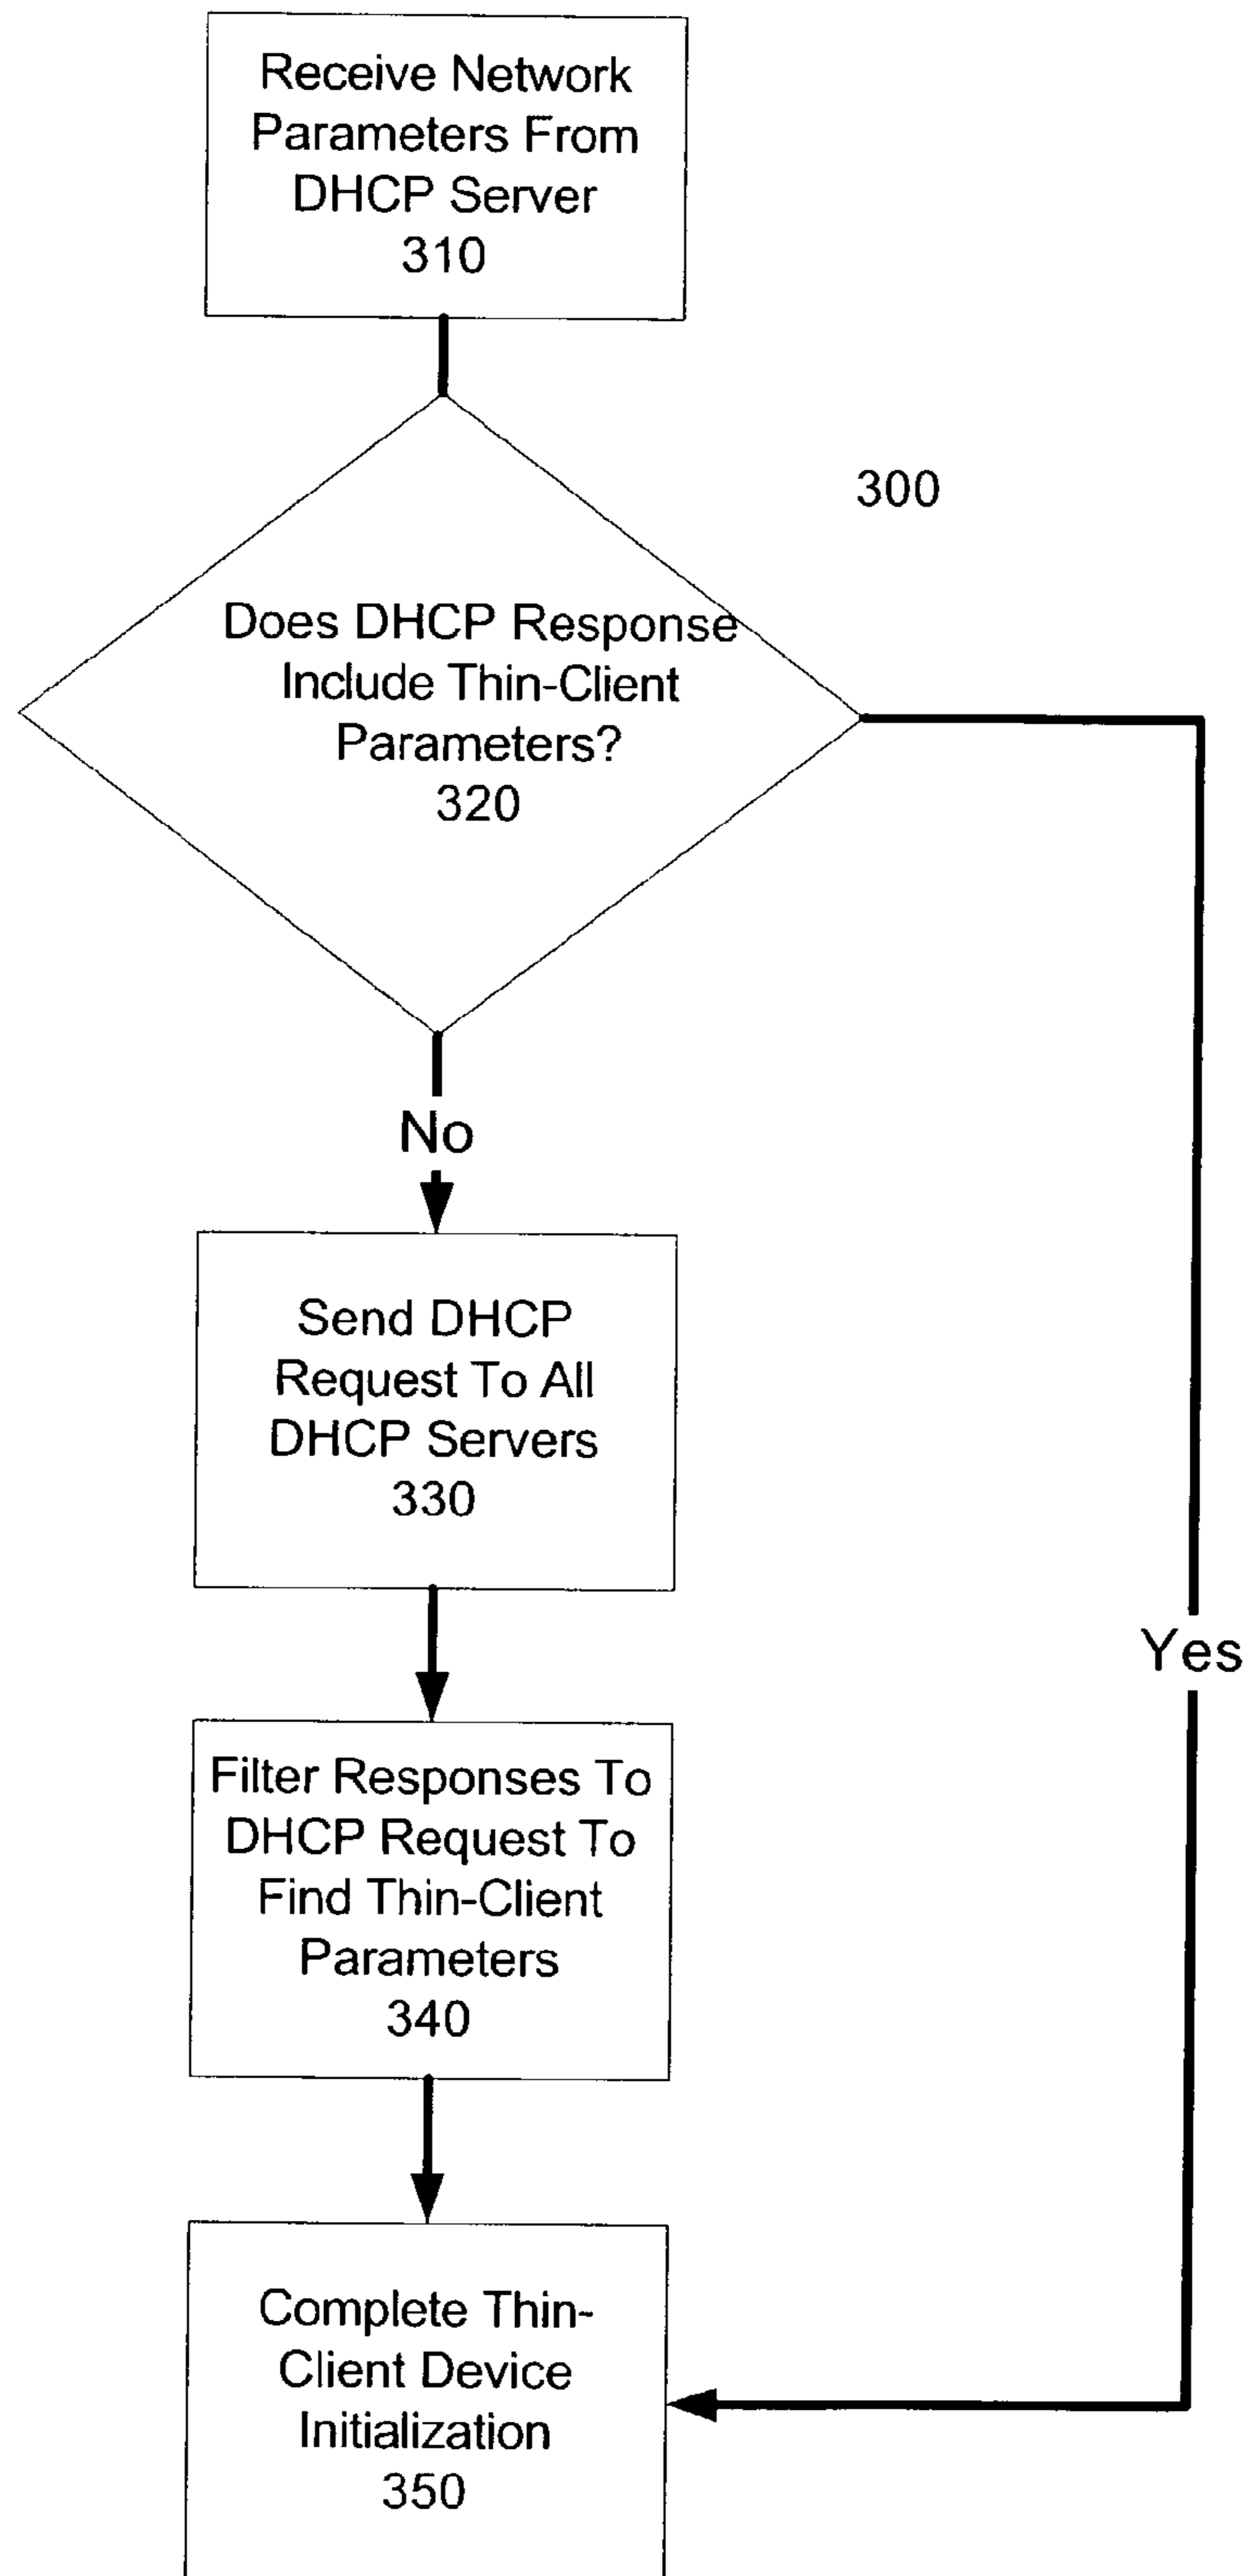 Receive Network
Parameters From
DHCP Server
310
300
Does DHCP Response
Include Thin-Client
Parameters?
320
No
Send DHCP
Request To All
DHCP Servers
330
Yes
Filter Responses To
DHCP Request To
Find Thin-Client
Parameters
340
Complete Thin-
Client Device
Initialization
350